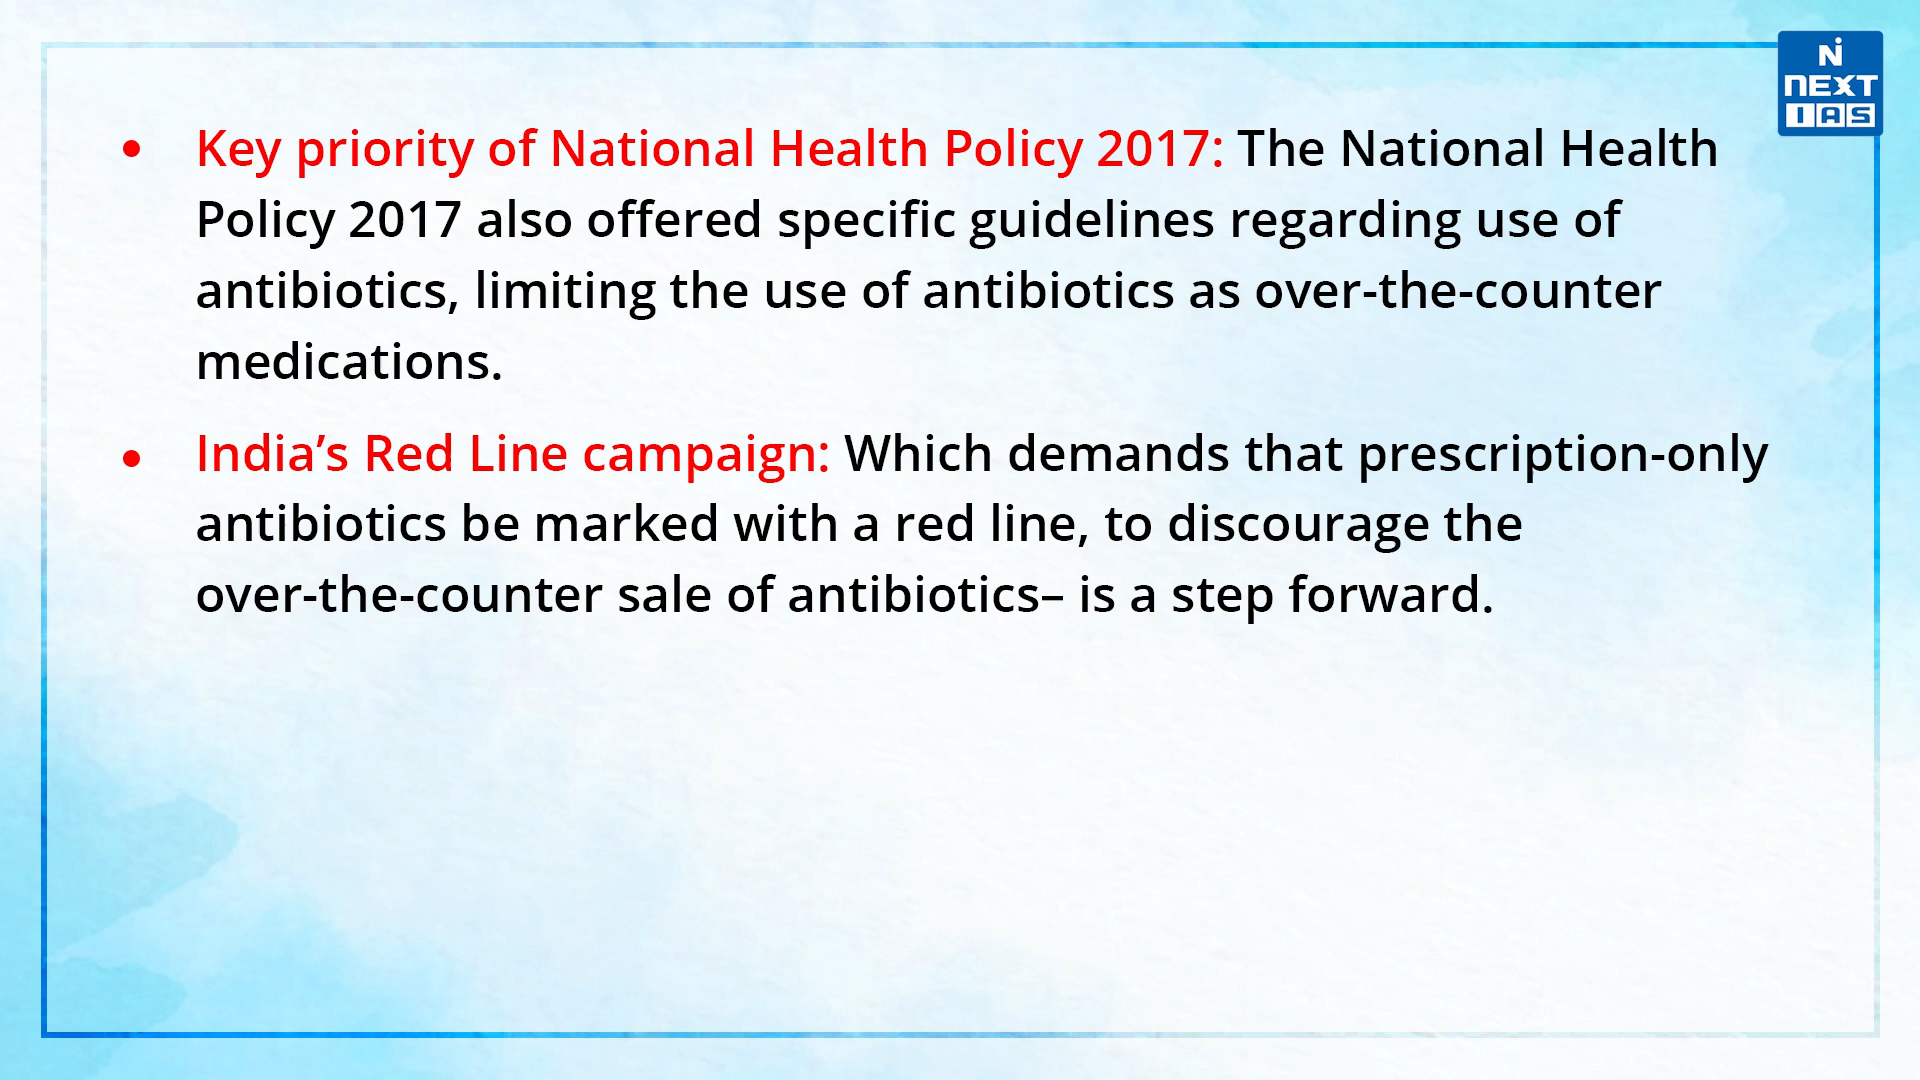 N
NEXT
IAS
• Key priority of National Health Policy 2017: The National Health
Policy 2017 also offered specific guidelines regarding use of
antibiotics, limiting the use of antibiotics as over-the-counter
medications.
• India’s Red Line campaign: Which demands that prescription-only
antibiotics be marked with a red line, to discourage the
over-the-counter sale of antibiotics– is a step forward.